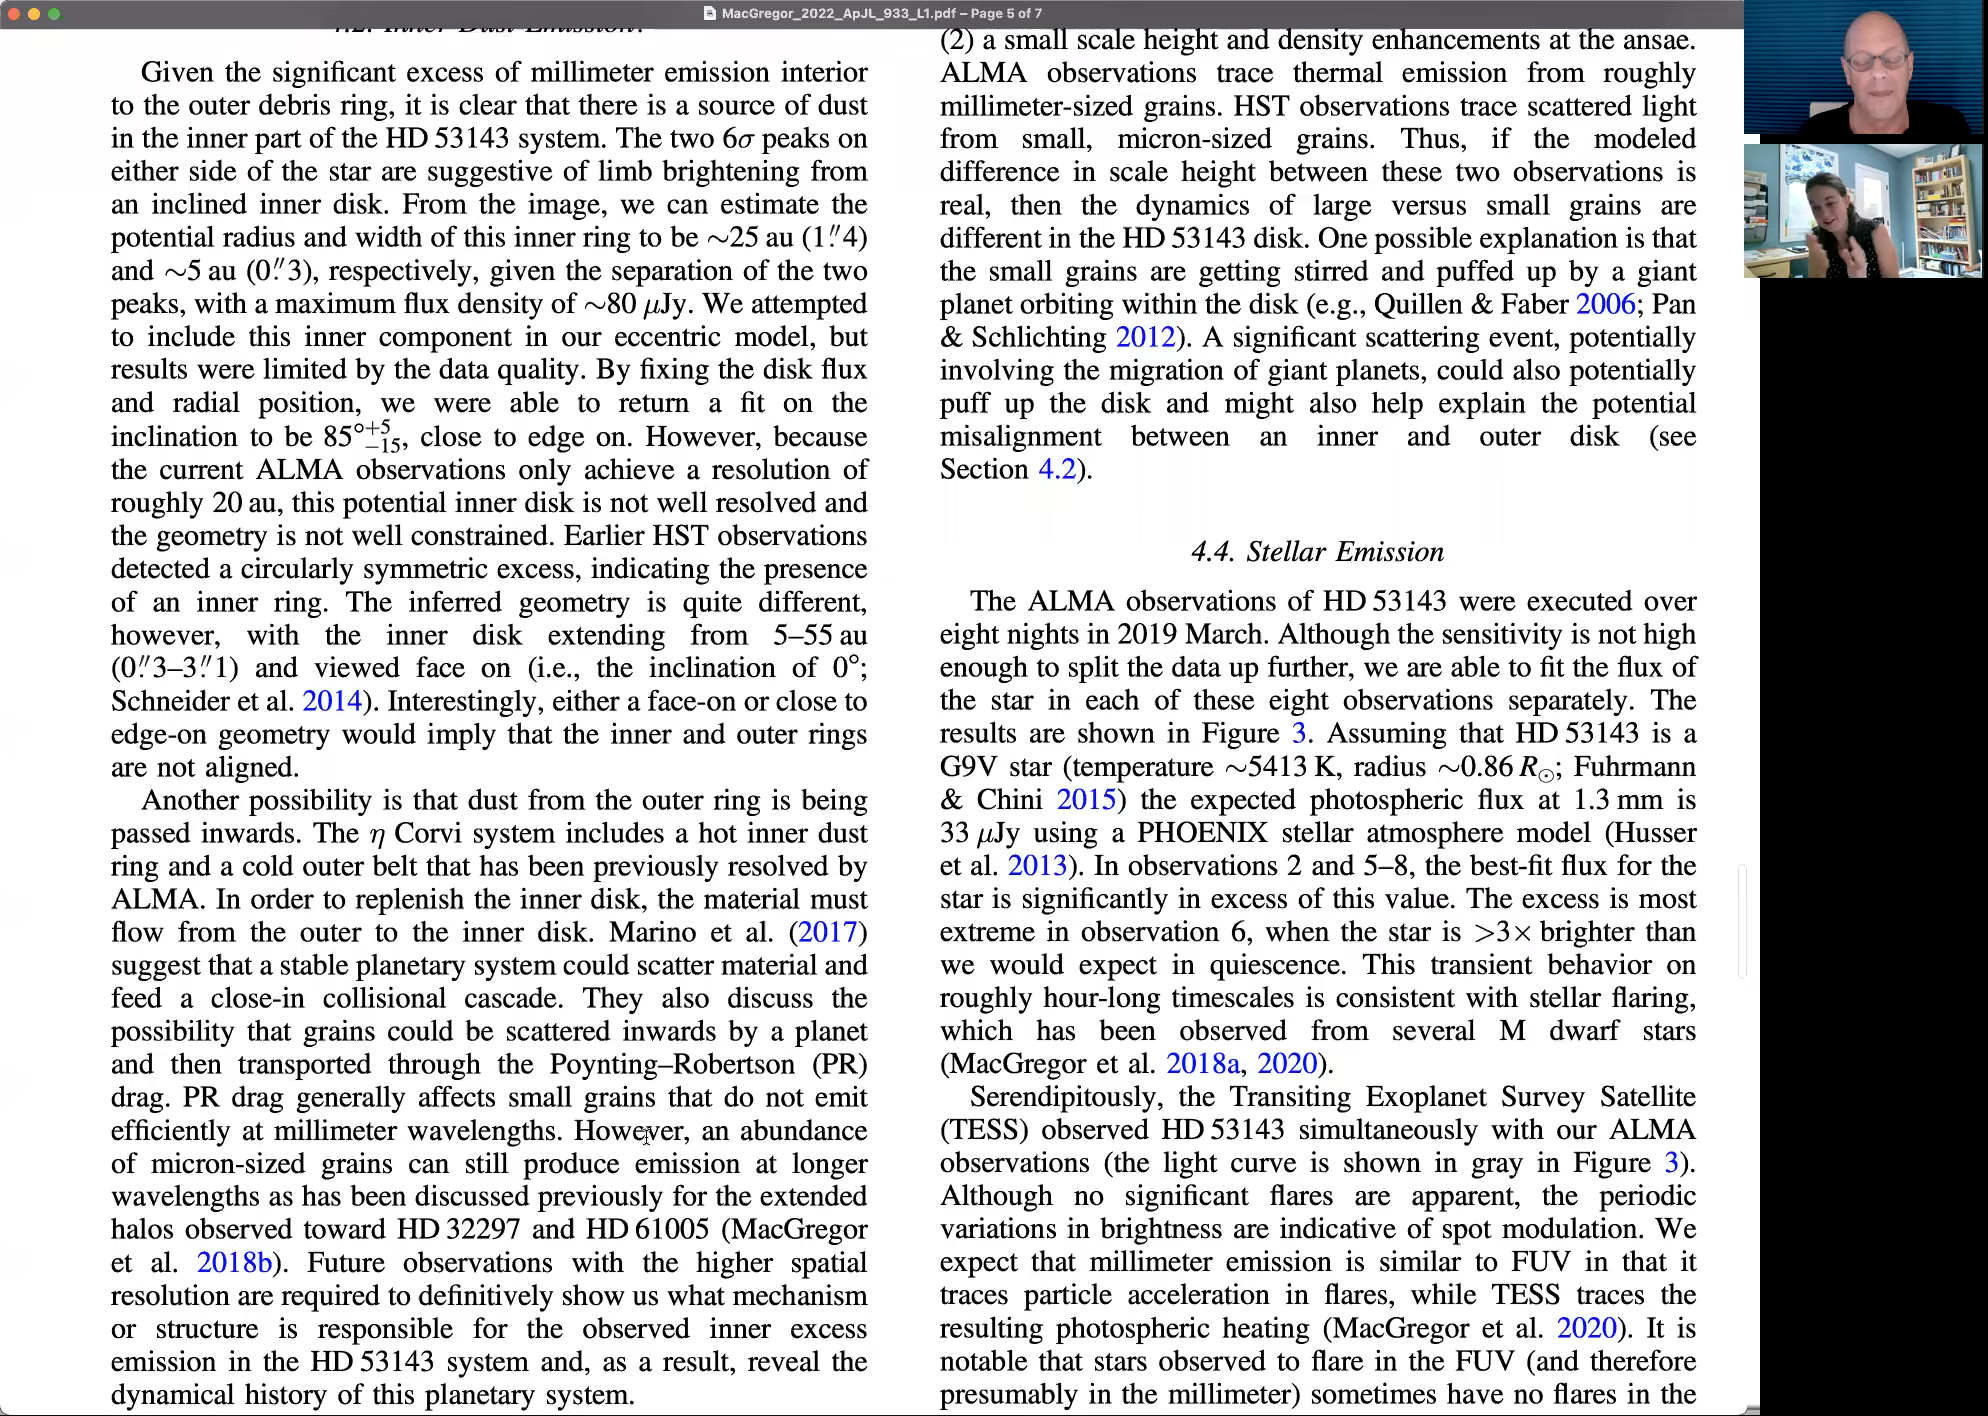 MacGregor_2022_ApJL_933_L1.pdf – Page 5 of 7
4.2. Inner Dust Emission?
Given the significant excess of millimeter emission interior
to the outer debris ring, it is clear that there is a source of dust
in the inner part of the HD 53143 system. The two 6σ peaks on
either side of the star are suggestive of limb brightening from
an inclined inner disk. From the image, we can estimate the
potential radius and width of this inner ring to be ∼25 au (1.″4)
and ∼5 au (0.″3), respectively, given the separation of the two
peaks, with a maximum flux density of ∼80 μJy. We attempted
to include this inner component in our eccentric model, but
results were limited by the data quality. By fixing the disk flux
and radial position, we were able to return a fit on the
inclination to be 85°+5−15, close to edge on. However, because
the current ALMA observations only achieve a resolution of
roughly 20 au, this potential inner disk is not well resolved and
the geometry is not well constrained. Earlier HST observations
detected a circularly symmetric excess, indicating the presence
of an inner ring. The inferred geometry is quite different,
however, with the inner disk extending from 5–55 au
(0.″3–3.″1) and viewed face on (i.e., the inclination of 0°;
Schneider et al. 2014). Interestingly, either a face-on or close to
edge-on geometry would imply that the inner and outer rings
are not aligned.
Another possibility is that dust from the outer ring is being
passed inwards. The η Corvi system includes a hot inner dust
ring and a cold outer belt that has been previously resolved by
ALMA. In order to replenish the inner disk, the material must
flow from the outer to the inner disk. Marino et al. (2017)
suggest that a stable planetary system could scatter material and
feed a close-in collisional cascade. They also discuss the
possibility that grains could be scattered inwards by a planet
and then transported through the Poynting–Robertson (PR)
drag. PR drag generally affects small grains that do not emit
efficiently at millimeter wavelengths. However, an abundance
of micron-sized grains can still produce emission at longer
wavelengths as has been discussed previously for the extended
halos observed toward HD 32297 and HD 61005 (MacGregor
et al. 2018b). Future observations with the higher spatial
resolution are required to definitively show us what mechanism
or structure is responsible for the observed inner excess
emission in the HD 53143 system and, as a result, reveal the
dynamical history of this planetary system.
(2) a small scale height and density enhancements at the ansae.
ALMA observations trace thermal emission from roughly
millimeter-sized grains. HST observations trace scattered light
from small, micron-sized grains. Thus, if the modeled
difference in scale height between these two observations is
real, then the dynamics of large versus small grains are
different in the HD 53143 disk. One possible explanation is that
the small grains are getting stirred and puffed up by a giant
planet orbiting within the disk (e.g., Quillen & Faber 2006; Pan
& Schlichting 2012). A significant scattering event, potentially
involving the migration of giant planets, could also potentially
puff up the disk and might also help explain the potential
misalignment between an inner and outer disk (see
Section 4.2).
4.4. Stellar Emission
The ALMA observations of HD 53143 were executed over
eight nights in 2019 March. Although the sensitivity is not high
enough to split the data up further, we are able to fit the flux of
the star in each of these eight observations separately. The
results are shown in Figure 3. Assuming that HD 53143 is a
G9V star (temperature ∼5413 K, radius ∼0.86 R⊙; Fuhrmann
& Chini 2015) the expected photospheric flux at 1.3 mm is
33 μJy using a PHOENIX stellar atmosphere model (Husser
et al. 2013). In observations 2 and 5–8, the best-fit flux for the
star is significantly in excess of this value. The excess is most
extreme in observation 6, when the star is >3× brighter than
we would expect in quiescence. This transient behavior on
roughly hour-long timescales is consistent with stellar flaring,
which has been observed from several M dwarf stars
(MacGregor et al. 2018a, 2020).
Serendipitously, the Transiting Exoplanet Survey Satellite
(TESS) observed HD 53143 simultaneously with our ALMA
observations (the light curve is shown in gray in Figure 3).
Although no significant flares are apparent, the periodic
variations in brightness are indicative of spot modulation. We
expect that millimeter emission is similar to FUV in that it
traces particle acceleration in flares, while TESS traces the
resulting photospheric heating (MacGregor et al. 2020). It is
notable that stars observed to flare in the FUV (and therefore
presumably in the millimeter) sometimes have no flares in the